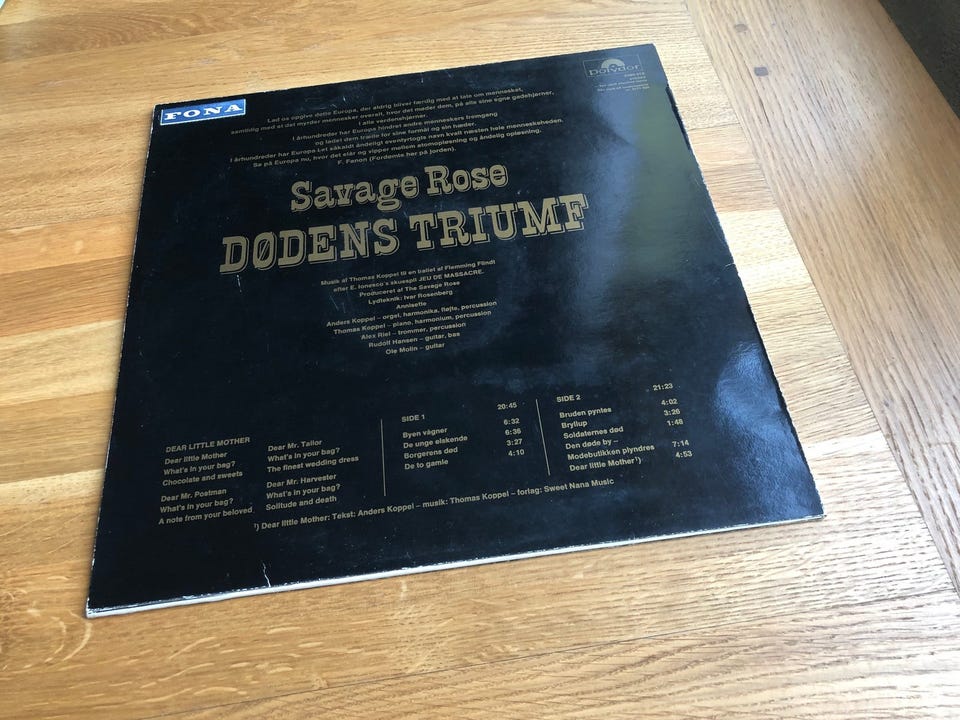 FONA
polydor
Lad os opgive dette Europa, der aldrig bliver færdig med at tale om mennesket,
samtidig med at det myrder mennesker overalt, hvor det møder dem, på alle sine egne gadehjørner,
i alle verdenshjørner.
I århundreder har Europa hindret andre menneskers fremgang
og ladet dem trælle for sine formål og sin hæder.
I århundreder har Europa i et såkaldt åndeligt eventyrtogts navn kvalt næsten hele menneskeheden.
Se på Europa nu, hvor det slår og vipper mellem atomopløsning og åndelig opløsning.
F. Fanon (Fordømte her på jorden).
Savage Rose
DØDENS TRIUMF
Musik af Thomas Koppel til en ballet af Flemming Flindt
efter E. Ionesco's skuespil JEU DE MASSACRE.
Produceret af The Savage Rose
Lydteknik: Ivar Rosenberg
Annisette
Anders Koppel – orgel, harmonika, fløjte, percussion
Thomas Koppel – piano, harmonium, percussion
Alex Riel – trommer, percussion
Rudolf Hansen – guitar, bas
Ole Molin – guitar
DEAR LITTLE MOTHER
Dear little Mother
What's in your bag?
Chocolate and sweets
Dear Mr. Postman
What's in your bag?
A note from your beloved
Dear Mr. Tailor
What's in your bag?
The finest wedding dress
Dear Mr. Harvester
What's in your bag?
Solitude and death
SIDE 1 20:45
Byen vågner 6:32
De unge elskende 6:36
Borgerens død 3:27
De to gamle 4:10
SIDE 2 21:23
Bruden pyntes 4:02
Bryllup 3:26
Soldaternes død 1:48
Den døde by –
Modebutikken plyndres 7:14
Dear little Mother¹) 4:53
¹) Dear little Mother: Tekst: Anders Koppel – musik: Thomas Koppel – forlag: Sweet Nana Music